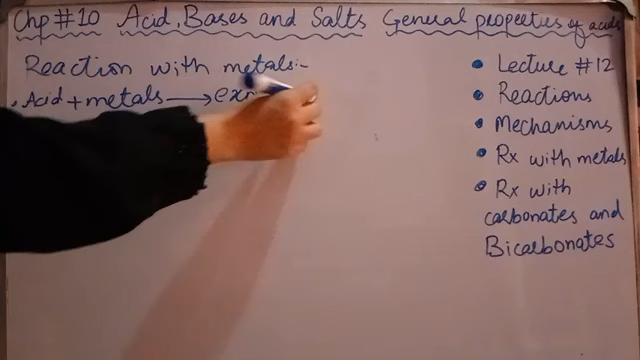 Chp #10 Acid, Bases and Salts General properties of acids
Reaction with metals:-
• Acid + metals → 
• Lecture #12
• Reactions
• Mechanisms
• Rx with metals
• Rx with
carbonates and
Bicarbonates